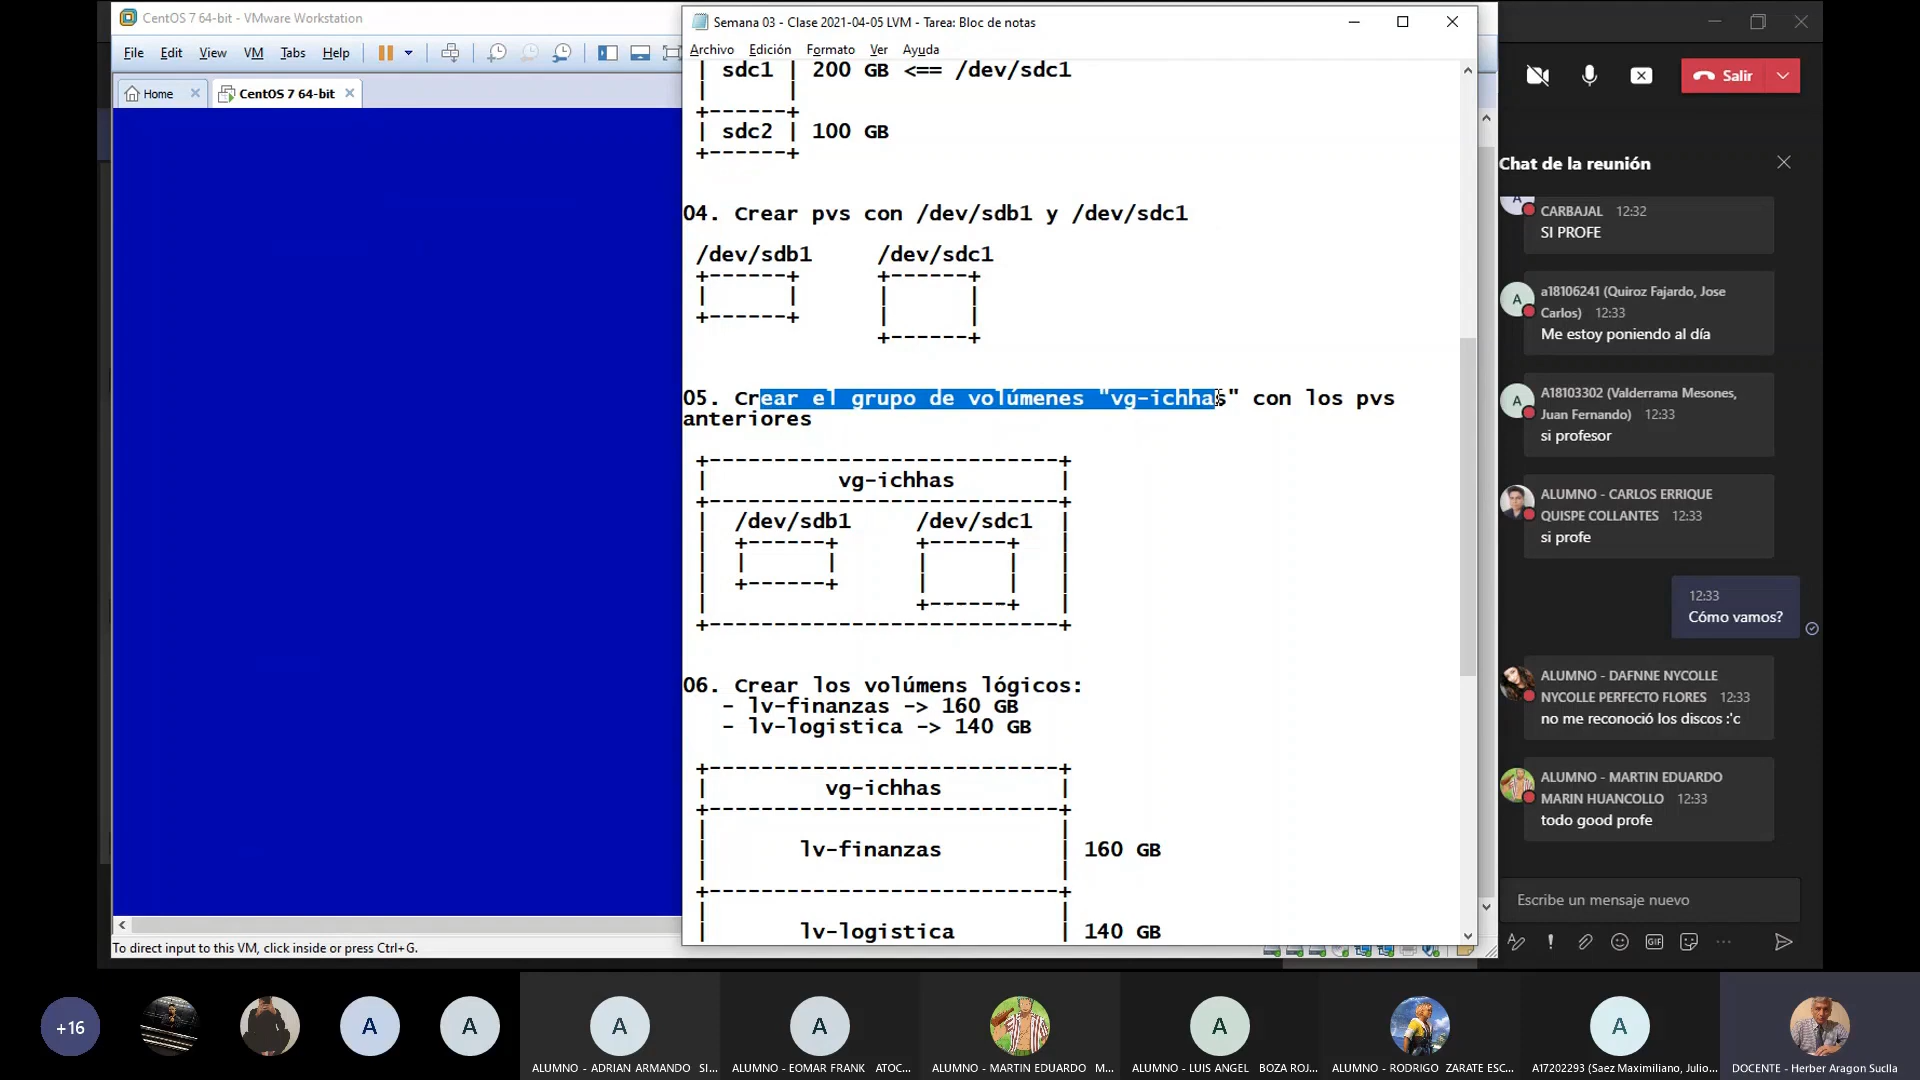 CentOS 7 64-bit - VMware Workstation
File Edit View VM Tabs Help
Home
CentOS 7 64-bit
To direct input to this VM, click inside or press Ctrl+G.
Semana 03 - Clase 2021-04-05 LVM - Tarea: Bloc de notas
Archivo Edición Formato Ver Ayuda
| sdc1 | 200 GB <== /dev/sdc1
|      |
+------+
| sdc2 | 100 GB
+------+
04. Crear pvs con /dev/sdb1 y /dev/sdc1
/dev/sdb1     /dev/sdc1
+------+      +------+
|      |      |      |
+------+      |      |
              +------+
05. Crear el grupo de volúmenes "vg-ichhas" con los pvs
anteriores
+---------------------------+
|          vg-ichhas        |
+---------------------------+
|  /dev/sdb1     /dev/sdc1  |
|  +------+      +------+   |
|  |      |      |      |   |
|  +------+      |      |   |
|                +------+   |
+---------------------------+
06. Crear los volúmens lógicos:
- lv-finanzas -> 160 GB
- lv-logistica -> 140 GB
+---------------------------+
|         vg-ichhas         |
+---------------------------+
|                           |
|       lv-finanzas         | 160 GB
|                           |
+---------------------------+
|                           |
|       lv-logistica        | 140 GB
Salir
Chat de la reunión
CARBAJAL 12:32
SI PROFE
a18106241 (Quiroz Fajardo, Jose
Carlos) 12:33
Me estoy poniendo al día
A18103302 (Valderrama Mesones,
Juan Fernando) 12:33
si profesor
ALUMNO - CARLOS ERRIQUE
QUISPE COLLANTES 12:33
si profe
12:33
Cómo vamos?
ALUMNO - DAFNNE NYCOLLE
NYCOLLE PERFECTO FLORES 12:33
no me reconoció los discos :'c
ALUMNO - MARTIN EDUARDO
MARIN HUANCOLLO 12:33
todo good profe
Escribe un mensaje nuevo
GIF
+16
A
A
A
A
A
A
A
A
A
ALUMNO - ADRIAN ARMANDO SI...
ALUMNO - EOMAR FRANK ATOC...
ALUMNO - MARTIN EDUARDO M...
ALUMNO - LUIS ANGEL BOZA ROJ...
ALUMNO - RODRIGO ZARATE ESC...
A17202293 (Saez Maximiliano, Julio...
DOCENTE - Herber Aragon Suclla